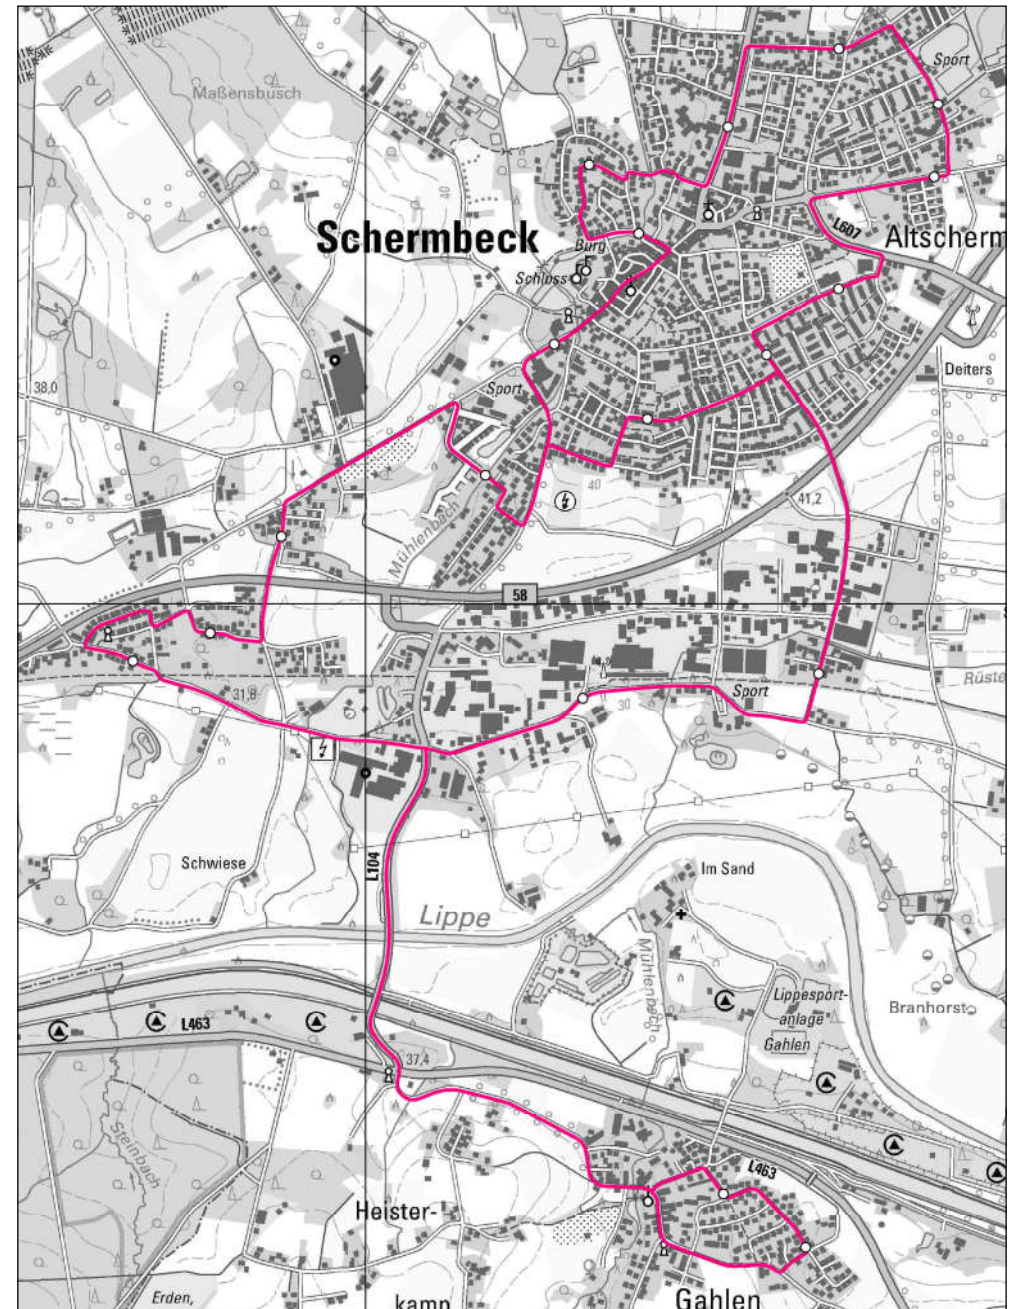 Sport
Maßensbusch
40
Schermbeck
L607
Altscherm
Burg
Schloss
Deiters
38,0
Sport
40
41,2
Mühlenbach
58
31,8
30
Sport
Rüste
Schwiese
L104
Im Sand
Lippe
Mühlenbach
Lippesport-
anlage
Gahlen
Branhorst
L463
37,4
Steinbach
L463
Heister-
kamp
Gahlen
Erden,